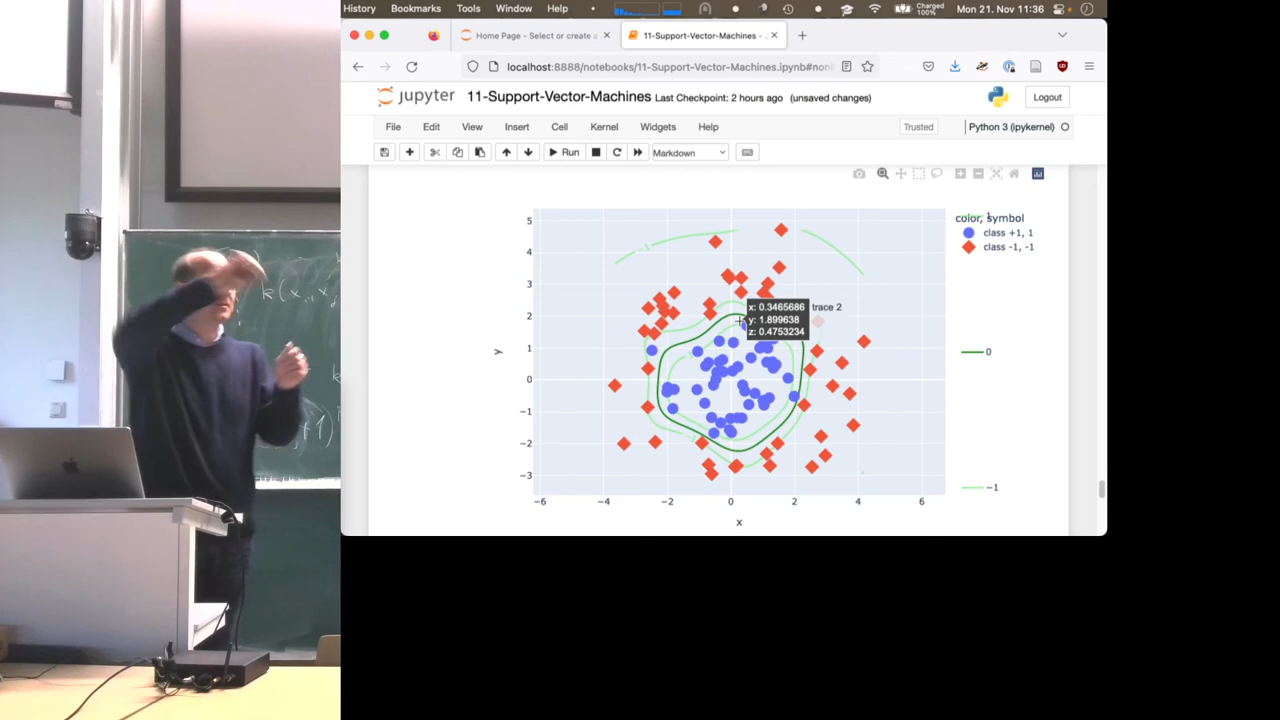 History Bookmarks Tools Window Help Charged 100% Mon 21. Nov 11:36
Home Page - Select or create a 11-Support-Vector-Machines -
localhost:8888/notebooks/11-Support-Vector-Machines.ipynb#non
jupyter 11-Support-Vector-Machines Last Checkpoint: 2 hours ago (unsaved changes) Logout
File Edit View Insert Cell Kernel Widgets Help Trusted Python 3 (ipykernel)
Run Markdown
color, symbol
1
class +1, 1
class -1, -1
0
−1
x: 0.3465686
y: 1.899638
z: 0.4753234
trace 2
5
4
3
2
1
0
−1
−2
−3
y
−6 −4 −2 0 2 4 6
x